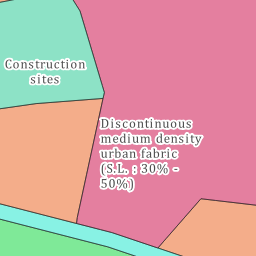 Construction
sites
Discontinuous
medium density
urban fabric
(S.L. : 30% -
50%)